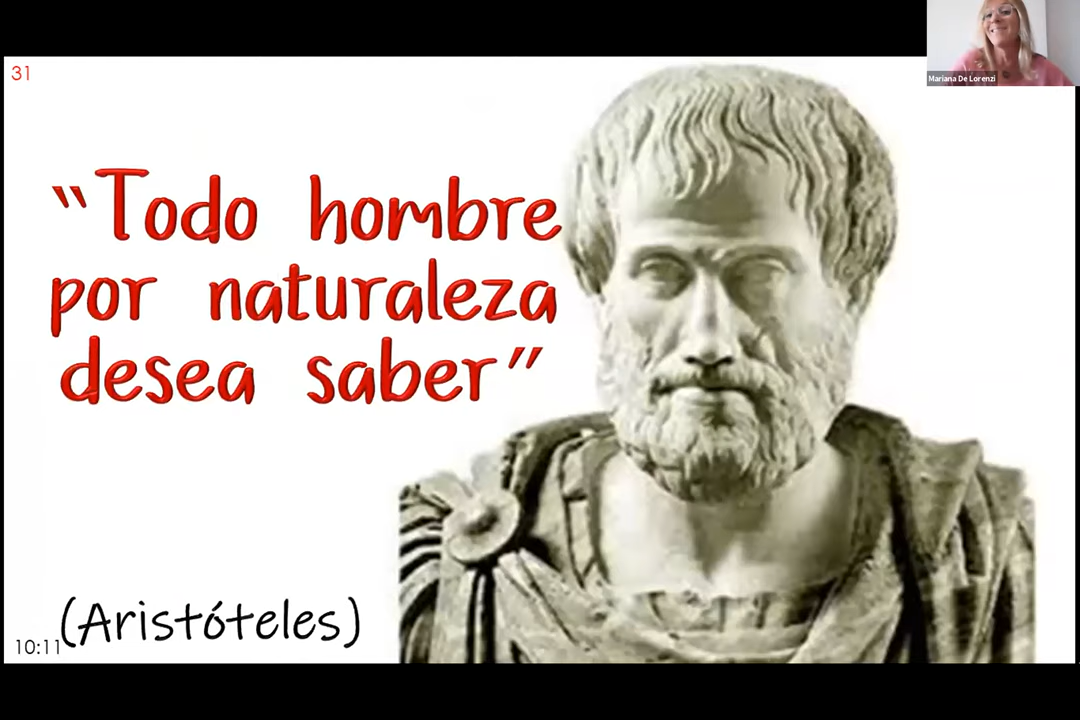 Mariana De Lorenzi
31
“Todo hombre
por naturaleza
desea saber”
(Aristóteles)
10:11